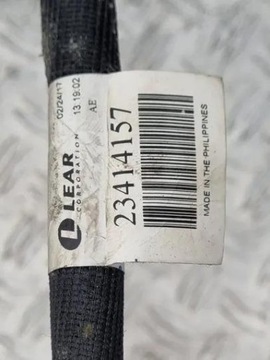 02/24/17 13:19:02
AE
LEAR
CORPORATION
23414157
MADE IN THE PHILIPPINES